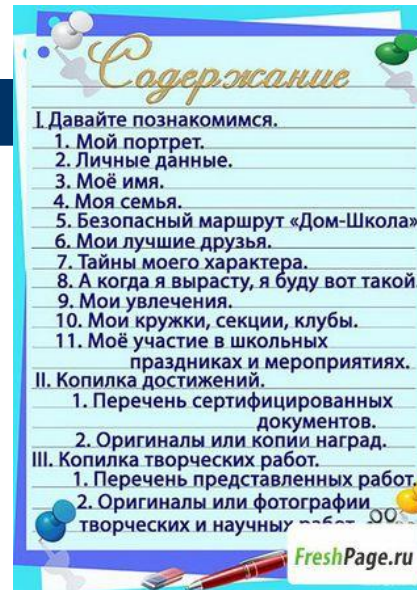 Содержание
I. Давайте познакомимся.
1. Мой портрет.
2. Личные данные.
3. Моё имя.
4. Моя семья.
5. Безопасный маршрут «Дом-Школа»
6. Мои лучшие друзья.
7. Тайны моего характера.
8. А когда я вырасту, я буду вот такой.
9. Мои увлечения.
10. Мои кружки, секции, клубы.
11. Моё участие в школьных
праздниках и мероприятиях.
II. Копилка достижений.
1. Перечень сертифицированных
документов.
2. Оригиналы или копии наград.
III. Копилка творческих работ.
1. Перечень представленных работ.
2. Оригиналы или фотографии
творческих и научных работ.
FreshPage.ru